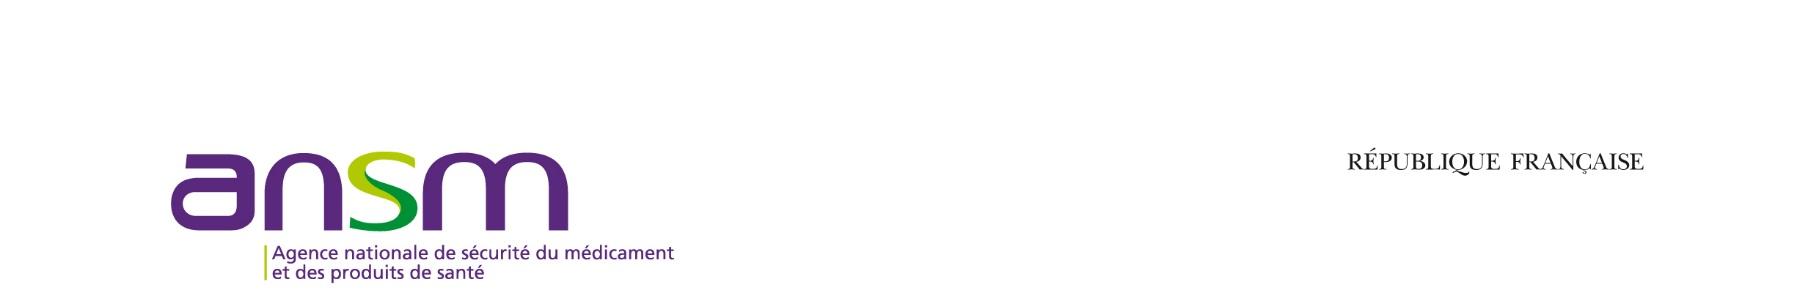 ansm
Agence nationale de sécurité du médicament
et des produits de santé
RÉPUBLIQUE FRANÇAISE